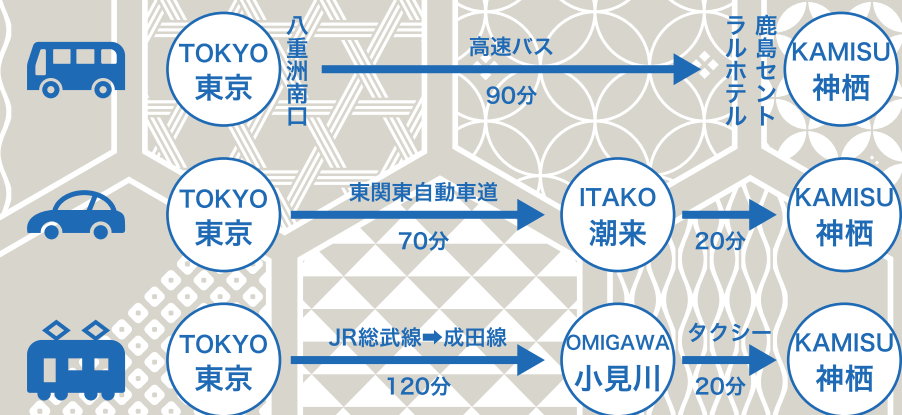 TOKYO
東京
八重洲南口
高速バス
90分
鹿島セント
ラルホテル
KAMISU
神栖
TOKYO
東京
東関東自動車道
70分
ITAKO
潮来
20分
KAMISU
神栖
TOKYO
東京
JR総武線➡成田線
120分
OMIGAWA
小見川
タクシー
20分
KAMISU
神栖